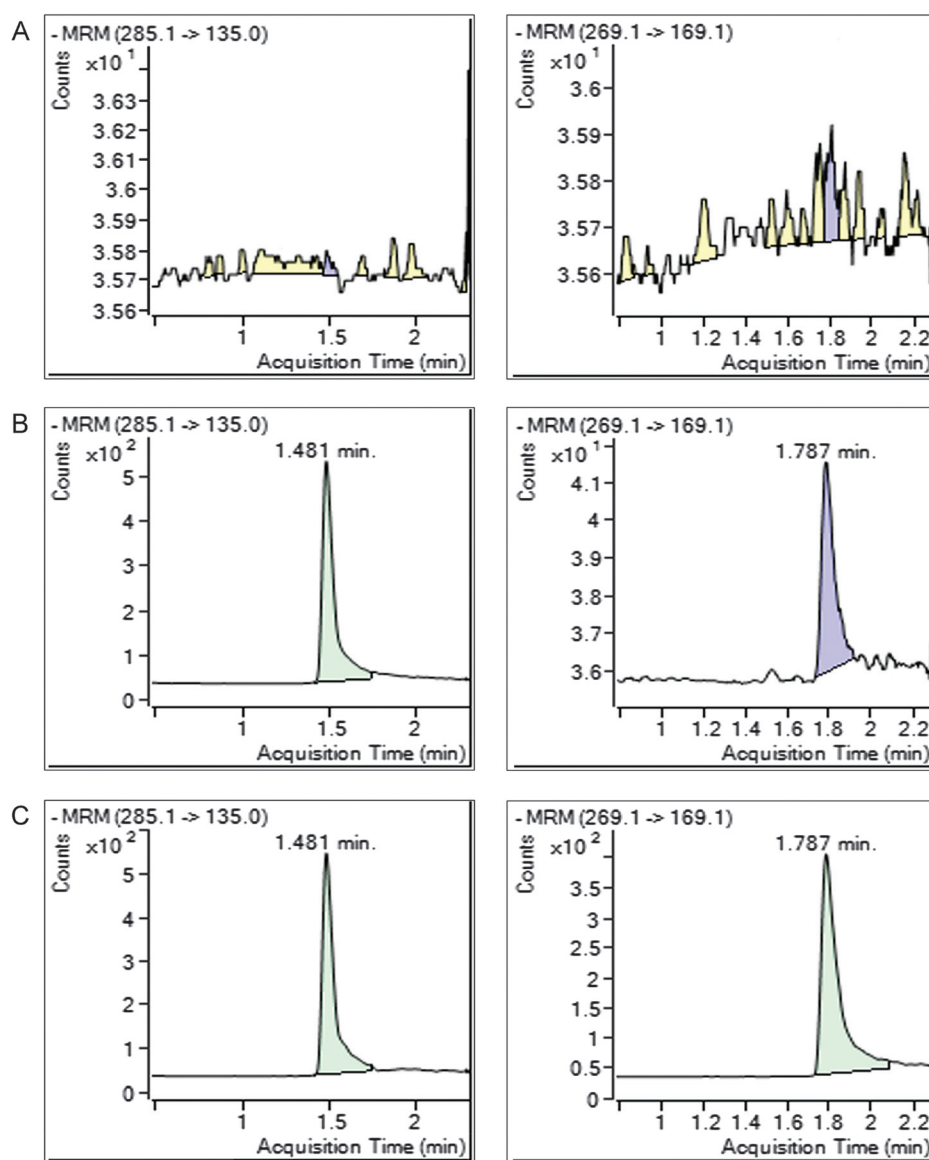 A
- MRM (285.1 -> 135.0)
Counts
x10 1
3.63
3.62
3.61
3.6
3.59
3.58
3.57
3.56
1 1.5 2
Acquisition Time (min)
- MRM (269.1 -> 169.1)
Counts
x10 1
3.6
3.59
3.58
3.57
3.56
1 1.2 1.4 1.6 1.8 2 2.2
Acquisition Time (min)
B
- MRM (285.1 -> 135.0)
Counts
x10 2
1.481 min.
5
4
3
2
1
0
1 1.5 2
Acquisition Time (min)
- MRM (269.1 -> 169.1)
Counts
x10 1
1.787 min.
4.1
4
3.9
3.8
3.7
3.6
1 1.2 1.4 1.6 1.8 2 2.2
Acquisition Time (min)
C
- MRM (285.1 -> 135.0)
Counts
x10 2
1.481 min.
5
4
3
2
1
0
1 1.5 2
Acquisition Time (min)
- MRM (269.1 -> 169.1)
Counts
x10 2
1.787 min.
3.5
3
2.5
2
1.5
1
0.5
0
1 1.2 1.4 1.6 1.8 2 2.2
Acquisition Time (min)